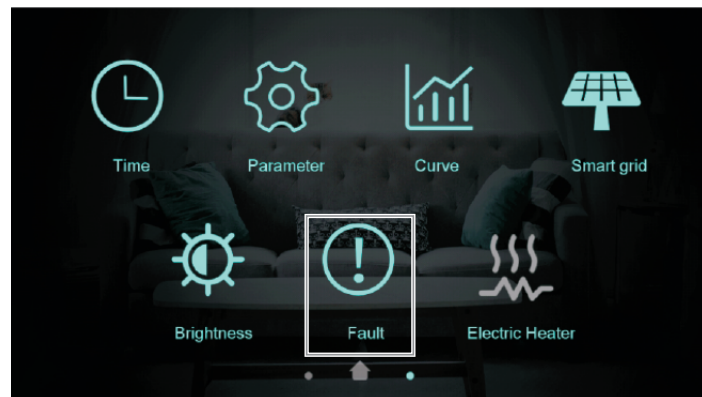 Time
Parameter
Curve
Smart grid
Brightness
Fault
Electric Heater